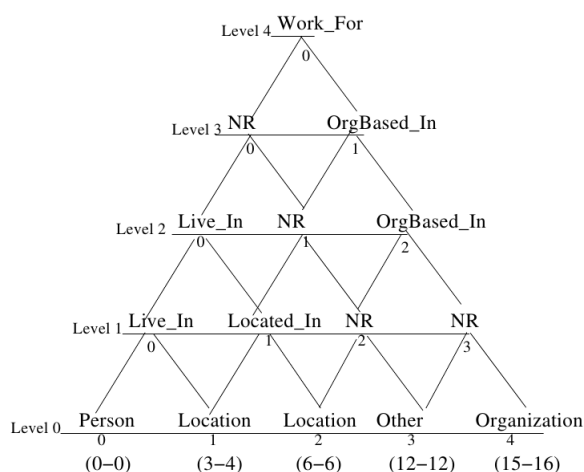 Level 4 Work_For
0
Level 3 NR OrgBased_In
0 1
Level 2 Live_In NR OrgBased_In
0 1 2
Level 1 Live_In Located_In NR NR
0 1 2 3
Level 0 Person Location Location Other Organization
0 1 2 3 4
(0−0) (3−4) (6−6) (12−12) (15−16)